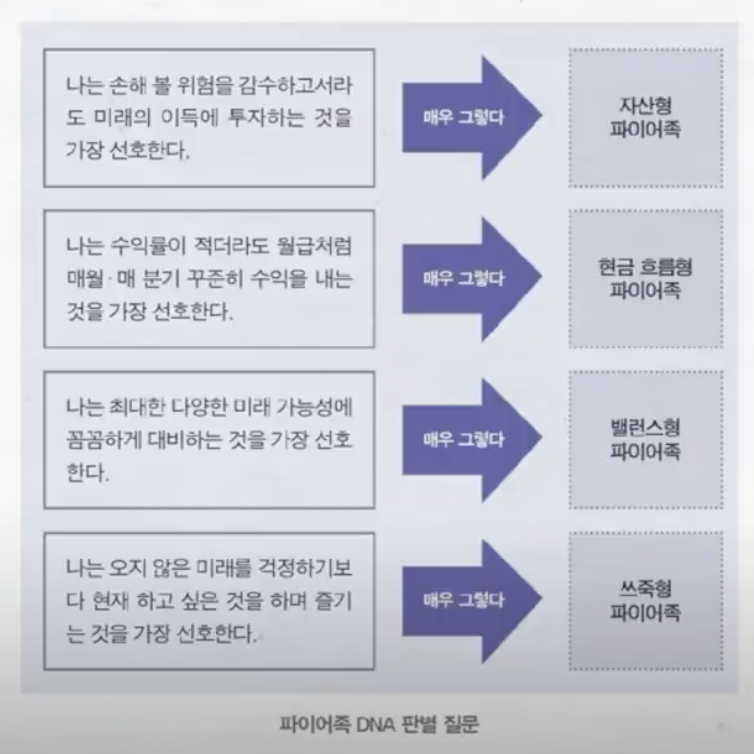 나는 손해 볼 위험을 감수하고서라
도 미래의 이득에 투자하는 것을
가장 선호한다.
매우 그렇다
자산형
파이어족
나는 수익률이 적더라도 월급처럼
매월·매 분기 꾸준히 수익을 내는
것을 가장 선호한다.
매우 그렇다
현금 흐름형
파이어족
나는 최대한 다양한 미래 가능성에
꼼꼼하게 대비하는 것을 가장 선호
한다.
매우 그렇다
밸런스형
파이어족
나는 오지 않은 미래를 걱정하기보
다 현재 하고 싶은 것을 하며 즐기
는 것을 가장 선호한다.
매우 그렇다
쓰죽형
파이어족
파이어족 DNA 판별 질문